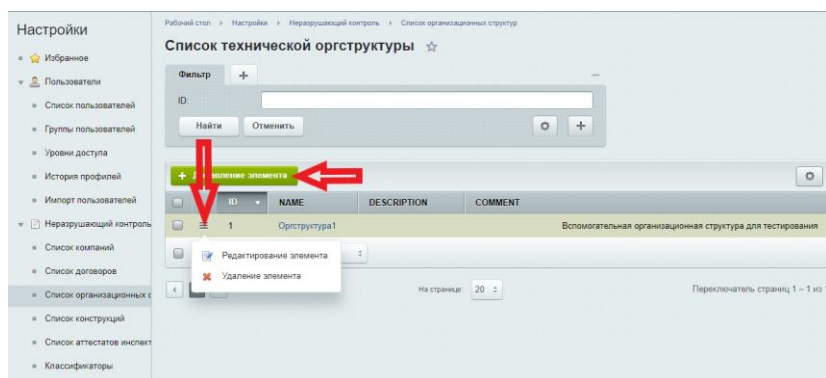 Настройки
Избранное
Пользователи
Список пользователей
Группы пользователей
Уровни доступа
История профилей
Импорт пользователей
Неразрушающий контроль
Список компаний
Список договоров
Список организационных с
Список конструкций
Список аттестатов инспект
Классификаторы
Рабочий стол › Настройки › Неразрушающий контроль › Список организационных структур
Список технической оргструктуры
Фильтр +
ID:
Найти Отменить
элемента
ID NAME DESCRIPTION COMMENT
1 Оргструктура1 Вспомогательная организационная структура для тестирования
Редактирование элемента
Удаление элемента
На странице: 20 Переключатель страниц 1 – 1 из